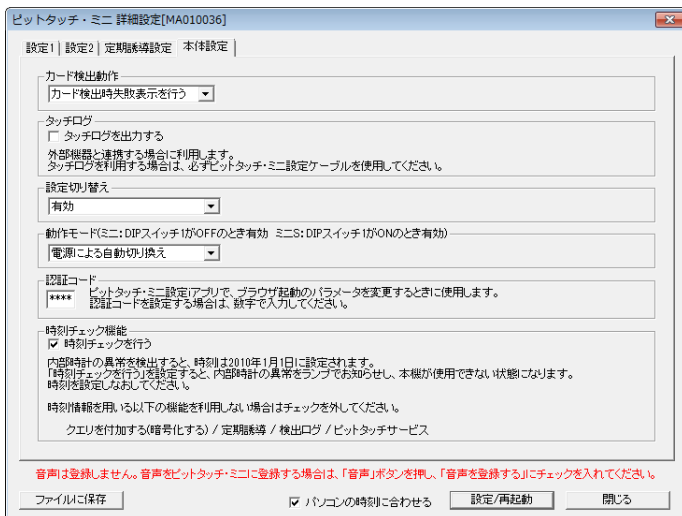 ピットタッチ・ミニ 詳細設定[MA010036]
設定1 設定2 定期誘導設定 本体設定
カード検出動作
カード検出時失敗表示を行う
タッチログ
タッチログを出力する
外部機器と連携する場合に利用します。
タッチログを利用する場合は、必ずピットタッチ・ミニ設定ケーブルを使用してください。
設定切り替え
有効
動作モード(ミニ:DIPスイッチ1がOFFのとき有効 ミニS:DIPスイッチ1がONのとき有効)
電源による自動切り換え
認証コード
**** ピットタッチ・ミニ設定iアプリで、ブラウザ起動のパラメータを変更するときに使用します。
認証コードを設定する場合は、数字で入力してください。
時刻チェック機能
時刻チェックを行う
内部時計の異常を検出すると、時刻は2010年1月1日に設定されます。
「時刻チェックを行う」を設定すると、内部時計の異常をランプでお知らせし、本機が使用できない状態になります。
時刻を設定しなおしてください。
時刻情報を用いる以下の機能を利用しない場合はチェックを外してください。
クエリを付加する(暗号化する) / 定期誘導 / 検出ログ / ピットタッチサービス
音声は登録しません。音声をピットタッチ・ミニに登録する場合は、「音声」ボタンを押し、「音声を登録する」にチェックを入れてください。
ファイルに保存 パソコンの時刻に合わせる 設定/再起動 閉じる